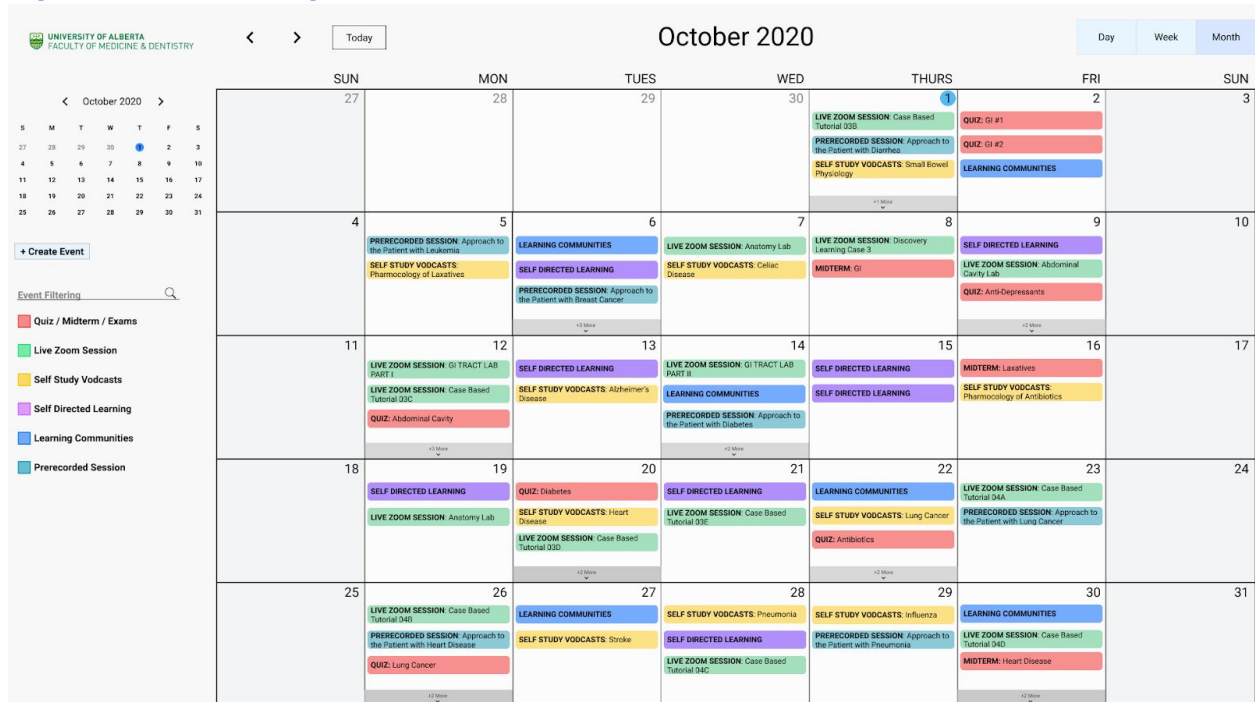 UNIVERSITY OF ALBERTA
FACULTY OF MEDICINE & DENTISTRY
Today
October 2020
Day Week Month
October 2020
S M T W T F S
27 28 29 30 1 2 3
4 5 6 7 8 9 10
11 12 13 14 15 16 17
18 19 20 21 22 23 24
25 26 27 28 29 30 31
+ Create Event
Event Filtering
Quiz / Midterm / Exams
Live Zoom Session
Self Study Vodcasts
Self Directed Learning
Learning Communities
Prerecorded Session
SUN MON TUES WED THURS FRI SUN
27 28 29 30 1 2 3
LIVE ZOOM SESSION: Case Based
Tutorial 03B
PRERECORDED SESSION: Approach to
the Patient with Diarrhea
SELF STUDY VODCASTS: Small Bowel
Physiology
+1 More
QUIZ: GI #1
QUIZ: GI #2
LEARNING COMMUNITIES
4 5 6 7 8 9 10
PRERECORDED SESSION: Approach to
the Patient with Leukemia
SELF STUDY VODCASTS:
Pharmocology of Laxatives
LEARNING COMMUNITIES
SELF DIRECTED LEARNING
PRERECORDED SESSION: Approach to
the Patient with Breast Cancer
+3 More
LIVE ZOOM SESSION: Anatomy Lab
SELF STUDY VODCASTS: Celiac
Disease
LIVE ZOOM SESSION: Discovery
Learning Case 3
MIDTERM: GI
SELF DIRECTED LEARNING
LIVE ZOOM SESSION: Abdominal
Cavity Lab
QUIZ: Anti-Depressants
+2 More
11 12 13 14 15 16 17
LIVE ZOOM SESSION: GI TRACT LAB
PART I
LIVE ZOOM SESSION: Case Based
Tutorial 03C
QUIZ: Abdominal Cavity
+3 More
SELF DIRECTED LEARNING
SELF STUDY VODCASTS: Alzheimer's
Disease
LIVE ZOOM SESSION: GI TRACT LAB
PART II
LEARNING COMMUNITIES
PRERECORDED SESSION: Approach to
the Patient with Diabetes
+2 More
SELF DIRECTED LEARNING
SELF DIRECTED LEARNING
MIDTERM: Laxatives
SELF STUDY VODCASTS:
Pharmocology of Antibiotics
18 19 20 21 22 23 24
SELF DIRECTED LEARNING
LIVE ZOOM SESSION: Anatomy Lab
QUIZ: Diabetes
SELF STUDY VODCASTS: Heart
Disease
LIVE ZOOM SESSION: Case Based
Tutorial 03D
+2 More
SELF DIRECTED LEARNING
LIVE ZOOM SESSION: Case Based
Tutorial 03E
LEARNING COMMUNITIES
SELF STUDY VODCASTS: Lung Cancer
QUIZ: Antibiotics
+2 More
LIVE ZOOM SESSION: Case Based
Tutorial 04A
PRERECORDED SESSION: Approach to
the Patient with Lung Cancer
25 26 27 28 29 30 31
LIVE ZOOM SESSION: Case Based
Tutorial 04B
PRERECORDED SESSION: Approach to
the Patient with Heart Disease
QUIZ: Lung Cancer
+2 More
LEARNING COMMUNITIES
SELF STUDY VODCASTS: Stroke
SELF STUDY VODCASTS: Pneumonia
SELF DIRECTED LEARNING
LIVE ZOOM SESSION: Case Based
Tutorial 04C
SELF STUDY VODCASTS: Influenza
PRERECORDED SESSION: Approach to
the Patient with Pneumonia
LEARNING COMMUNITIES
LIVE ZOOM SESSION: Case Based
Tutorial 04D
MIDTERM: Heart Disease
+2 More